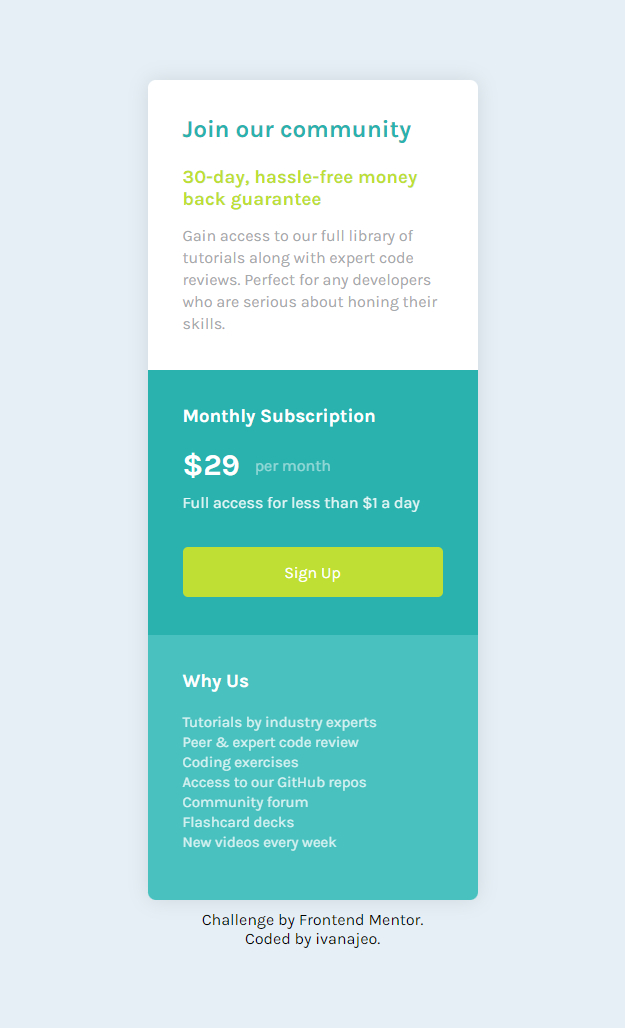 Join our community
30-day, hassle-free money
back guarantee
Gain access to our full library of
tutorials along with expert code
reviews. Perfect for any developers
who are serious about honing their
skills.
Monthly Subscription
$29 per month
Full access for less than $1 a day
Sign Up
Why Us
Tutorials by industry experts
Peer & expert code review
Coding exercises
Access to our GitHub repos
Community forum
Flashcard decks
New videos every week
Challenge by Frontend Mentor.
Coded by ivanajeo.